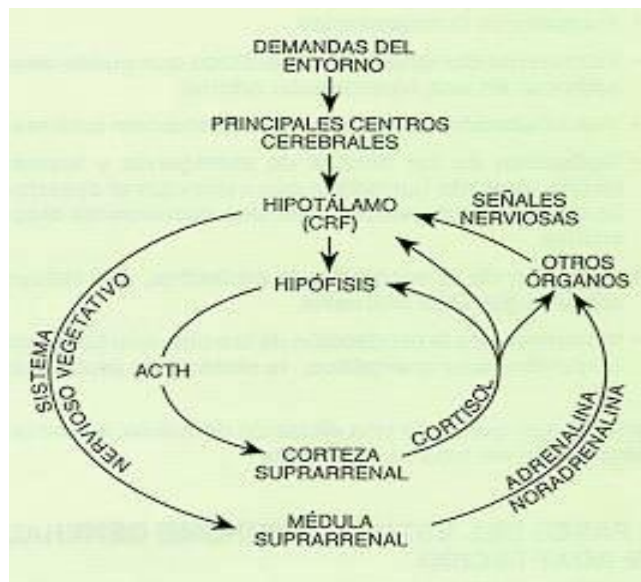 DEMANDAS DEL
ENTORNO
PRINCIPALES CENTROS
CEREBRALES
HIPOTÁLAMO
(CRF)
SEÑALES
NERVIOSAS
HIPÓFISIS
OTROS
ÓRGANOS
SISTEMA
NERVIOSO VEGETATIVO
ACTH
CORTISOL
CORTEZA
SUPRARRENAL
ADRENALINA
NORADRENALINA
MÉDULA
SUPRARRENAL